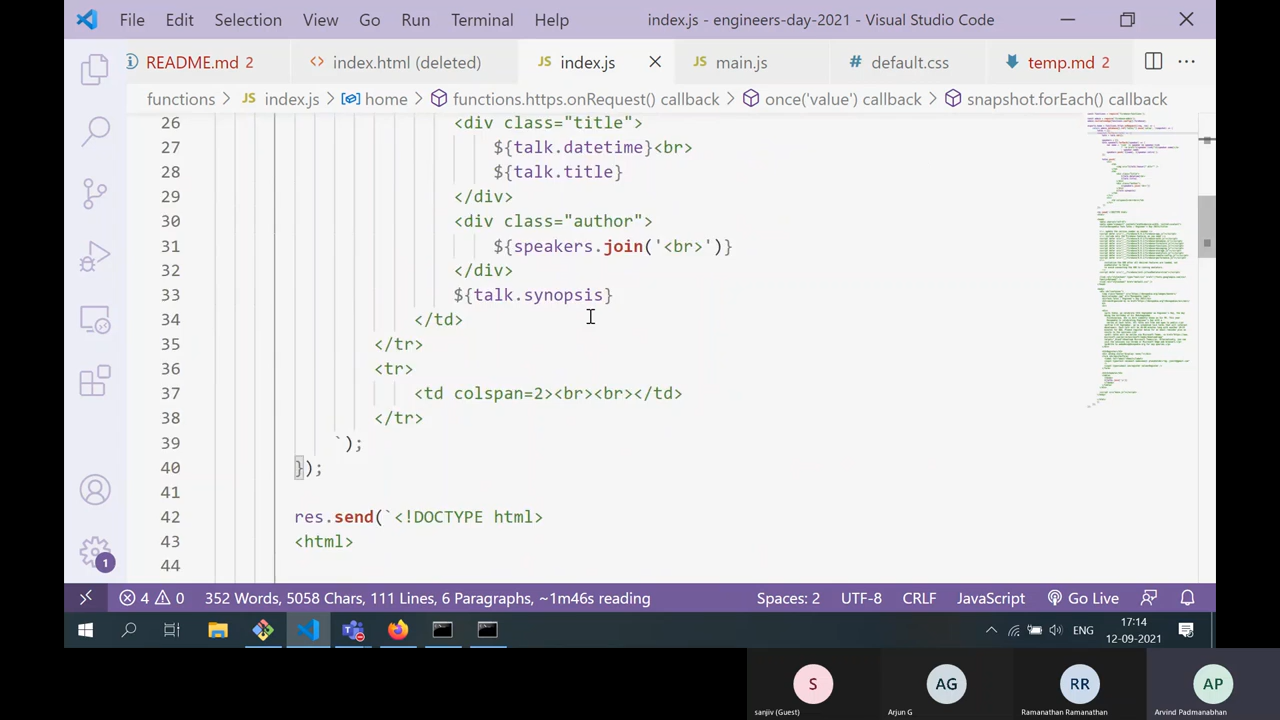 File Edit Selection View Go Run Terminal Help index.js - engineers-day-2021 - Visual Studio Code
README.md 2 <> index.html (deleted) JS index.js JS main.js # default.css temp.md 2 ...
functions > JS index.js > home > functions.https.onRequest() callback > once('value') callback > snapshot.forEach() callback
26 <div class="title">
27 ${talk.datetime}<br>
28 ${talk.title}
29 </div>
30 <div class="author">
31 ${speakers.join('<br>')}
32 </div>
33 ${talk.synopsis}
34 </td>
35 </tr>
36 <tr>
37 <td colspan=2><br><br></td>
38 </tr>
39 `);
40 });
41
42 res.send(`<!DOCTYPE html>
43 <html>
44
1
4 0 352 Words, 5058 Chars, 111 Lines, 6 Paragraphs, ~1m46s reading Spaces: 2 UTF-8 CRLF JavaScript Go Live
ENG 17:14
12-09-2021
S AG RR AP
sanjiv (Guest) Arjun G Ramanathan Ramanathan Arvind Padmanabhan